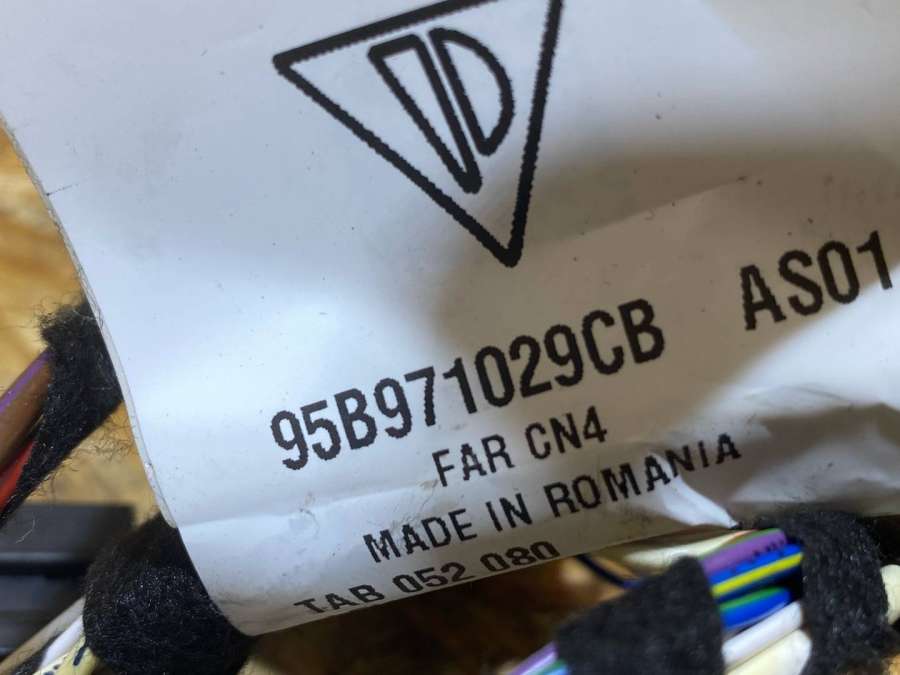 95B971029CB AS01
FAR CN4
MADE IN ROMANIA
TAB 052 080